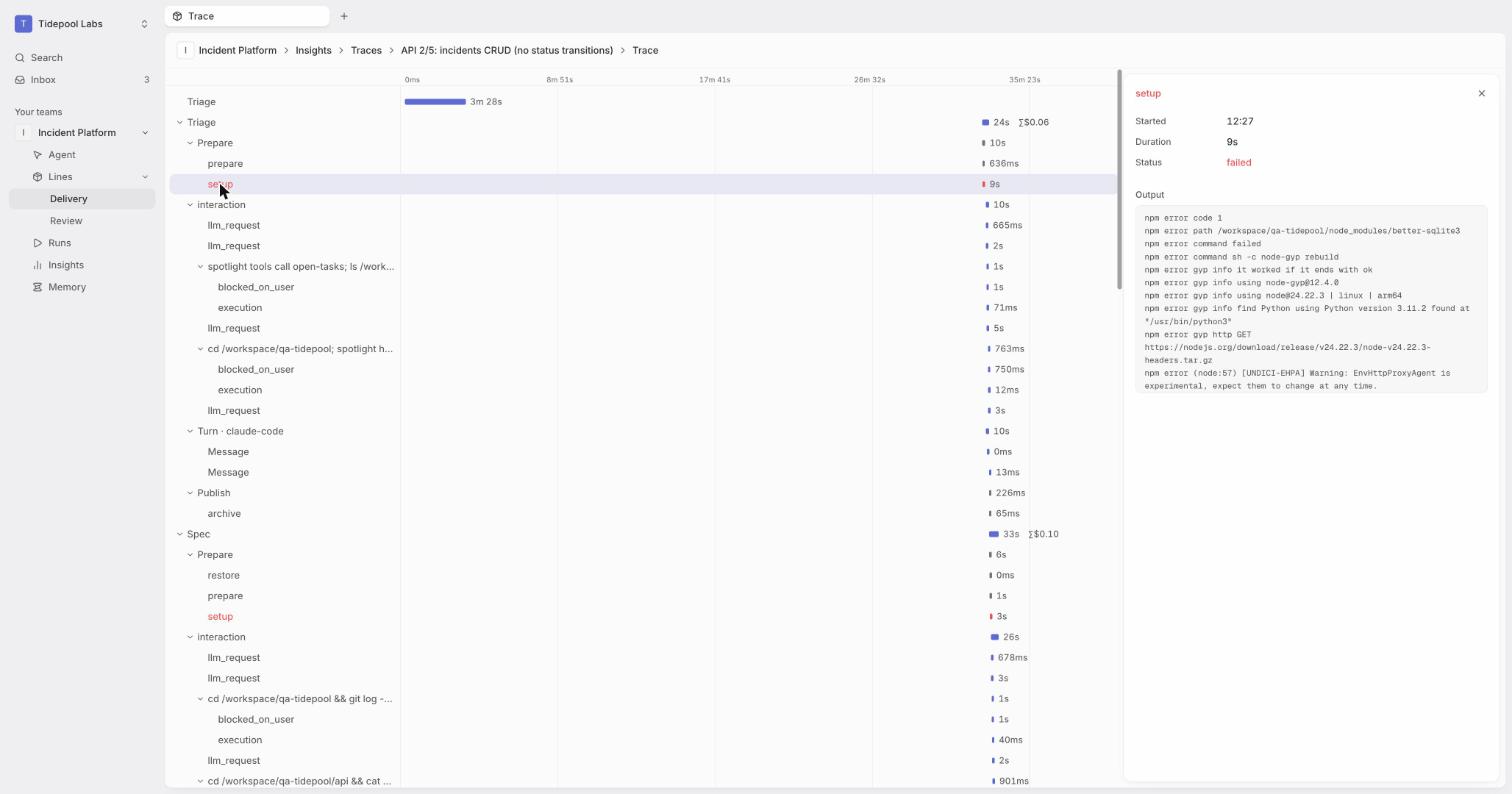 T
Tidepool Labs
Search
Inbox
3
Your teams
I
Incident Platform
Agent
Lines
Delivery
Review
Runs
Insights
Memory
Trace
+
I
Incident Platform
Insights
Traces
API 2/5: incidents CRUD (no status transitions)
Trace
0ms
8m 51s
17m 41s
26m 32s
35m 23s
Triage
3m 28s
Triage
24s ∑$0.06
Prepare
10s
prepare
636ms
setup
9s
interaction
10s
llm_request
665ms
llm_request
2s
spotlight tools call open-tasks; ls /work...
1s
blocked_on_user
1s
execution
71ms
llm_request
5s
cd /workspace/qa-tidepool; spotlight h...
763ms
blocked_on_user
750ms
execution
12ms
llm_request
3s
Turn · claude-code
10s
Message
0ms
Message
13ms
Publish
226ms
archive
65ms
Spec
33s ∑$0.10
Prepare
6s
restore
0ms
prepare
1s
setup
3s
interaction
26s
llm_request
678ms
llm_request
3s
cd /workspace/qa-tidepool && git log -...
1s
blocked_on_user
1s
execution
40ms
llm_request
2s
cd /workspace/qa-tidepool/api && cat ...
901ms
setup
Started 12:27
Duration 9s
Status failed
Output
npm error code 1
npm error path /workspace/qa-tidepool/node_modules/better-sqlite3
npm error command failed
npm error command sh -c node-gyp rebuild
npm error gyp info it worked if it ends with ok
npm error gyp info using node-gyp@12.4.0
npm error gyp info using node@24.22.3 | linux | arm64
npm error gyp info find Python using Python version 3.11.2 found at
"/usr/bin/python3"
npm error gyp http GET
https://nodejs.org/download/release/v24.22.3/node-v24.22.3-
headers.tar.gz
npm error (node:57) [UNDICI-EHPA] Warning: EnvHttpProxyAgent is
experimental, expect them to change at any time.